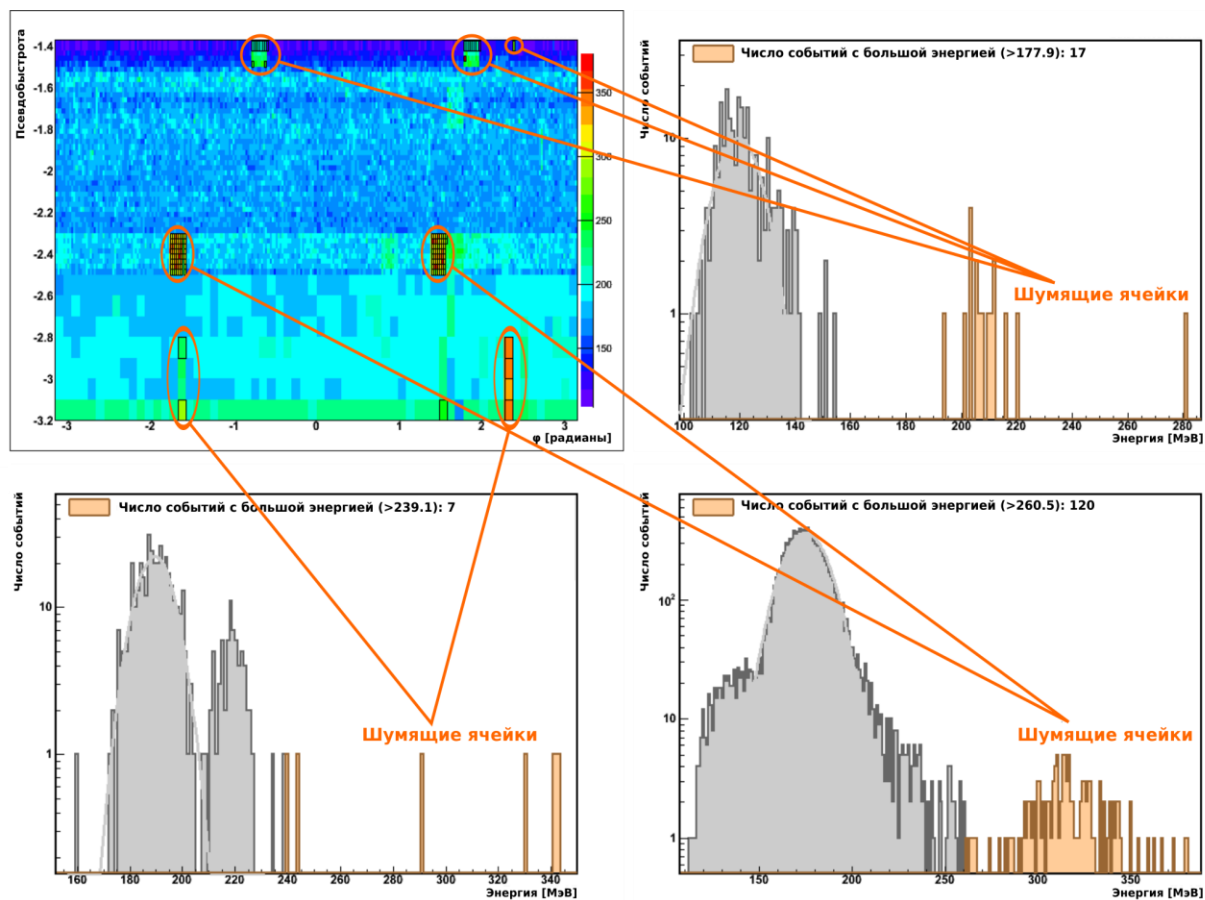 Псевдобыстрота
-1.4
-1.6
-1.8
-2
-2.2
-2.4
-2.6
-2.8
-3
-3.2
-3 -2 -1 0 1 2 3
φ [радианы]
350
300
250
200
150
Число событий с большой энергией (>177.9): 17
Число событий
10
1
Шумящие ячейки
100 120 140 160 180 200 220 240 260 280
Энергия [МэВ]
Число событий с большой энергией (>239.1): 7
Число событий
10
1
Шумящие ячейки
160 180 200 220 240 260 280 300 320 340
Энергия [МэВ]
Число событий с большой энергией (>260.5): 120
Число событий
10²
10
1
Шумящие ячейки
150 200 250 300 350
Энергия [МэВ]